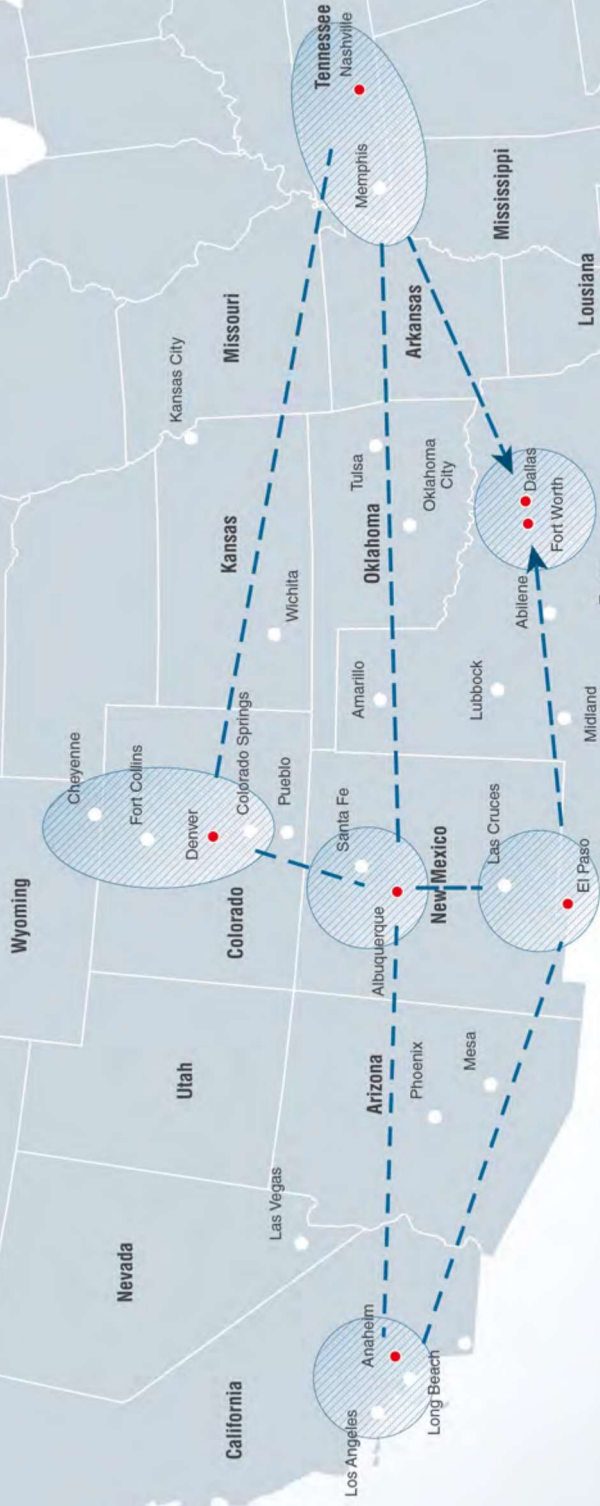 Wyoming
Cheyenne
Fort Collins
Denver
Colorado Springs
Pueblo
Colorado
Utah
Nevada
Las Vegas
California
Los Angeles
Anaheim
Long Beach
Arizona
Phoenix
Mesa
Santa Fe
Albuquerque
New Mexico
Las Cruces
El Paso
Kansas
Wichita
Kansas City
Missouri
Oklahoma
Tulsa
Oklahoma
City
Amarillo
Lubbock
Midland
Abilene
Dallas
Fort Worth
Arkansas
Tennessee
Nashville
Memphis
Mississippi
Lousiana